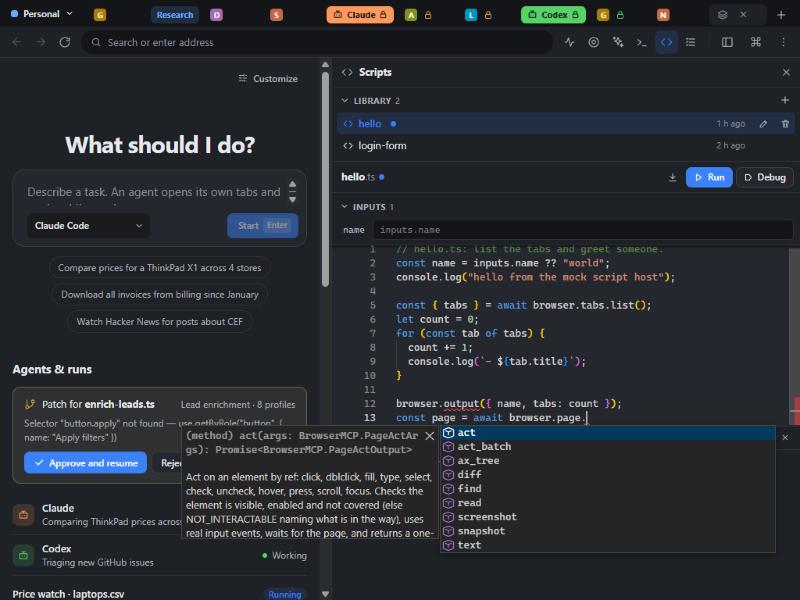 Personal
G
Research
D
S
Claude
A
L
Codex
G
N
Search or enter address
Customize
What should I do?
Describe a task. An agent opens its own tabs and
Claude Code
Start Enter
Compare prices for a ThinkPad X1 across 4 stores
Download all invoices from billing since January
Watch Hacker News for posts about CEF
Agents & runs
Patch for enrich-leads.ts
Lead enrichment · 8 profiles
Selector "button.apply" not found — use getByRole("button", {
name: "Apply filters" })
Approve and resume
Rejec
Claude
Comparing ThinkPad prices across
Codex
Triaging new GitHub issues
Working
Price watch · laptops.csv
Running
Scripts
LIBRARY 2
hello
1 h ago
login-form
2 h ago
hello.ts
Run
Debug
INPUTS 1
name inputs.name
1 // hello.ts: list the tabs and greet someone.
2 const name = inputs.name ?? "world";
3 console.log("hello from the mock script host");
4
5 const { tabs } = await browser.tabs.list();
6 let count = 0;
7 for (const tab of tabs) {
8 count += 1;
9 console.log(`- ${tab.title}`);
10 }
11
12 browser.output({ name, tabs: count });
13 const page = await browser.page.
(method) act(args: BrowserMCP.PageActAr
gs): Promise<BrowserMCP.PageActOutput>
Act on an element by ref: click, dblclick, fill, type, select,
check, uncheck, hover, press, scroll, focus. Checks the
element is visible, enabled and not covered (else
NOT_INTERACTABLE naming what is in the way), uses
real input events, waits for the page, and returns a one-
act
act_batch
ax_tree
diff
find
read
screenshot
snapshot
text